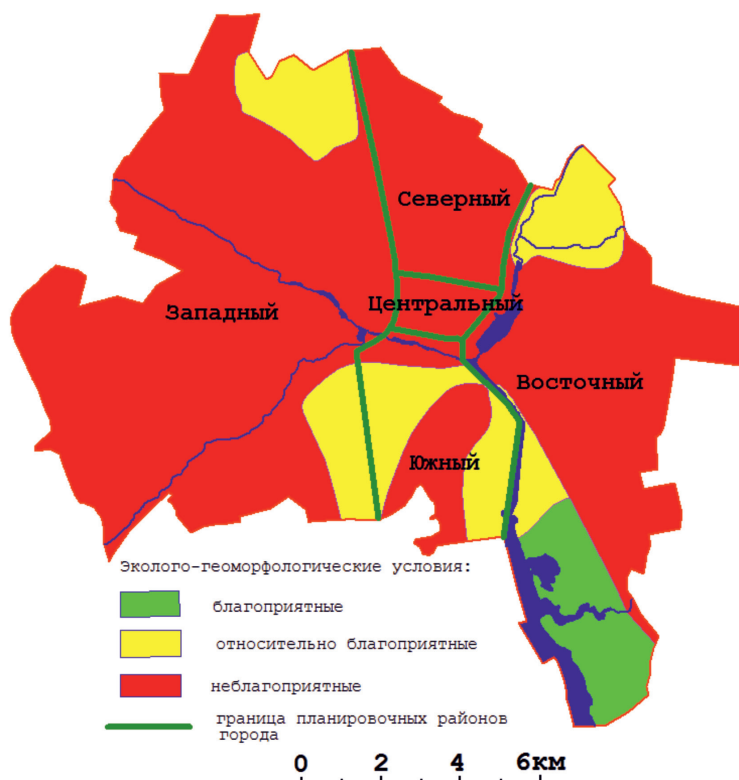 Северный
Центральный
Западный
Восточный
Южный
Эколого-геоморфологические условия:
благоприятные
относительно благоприятные
неблагоприятные
граница планировочных районов
города
0 2 4 6км